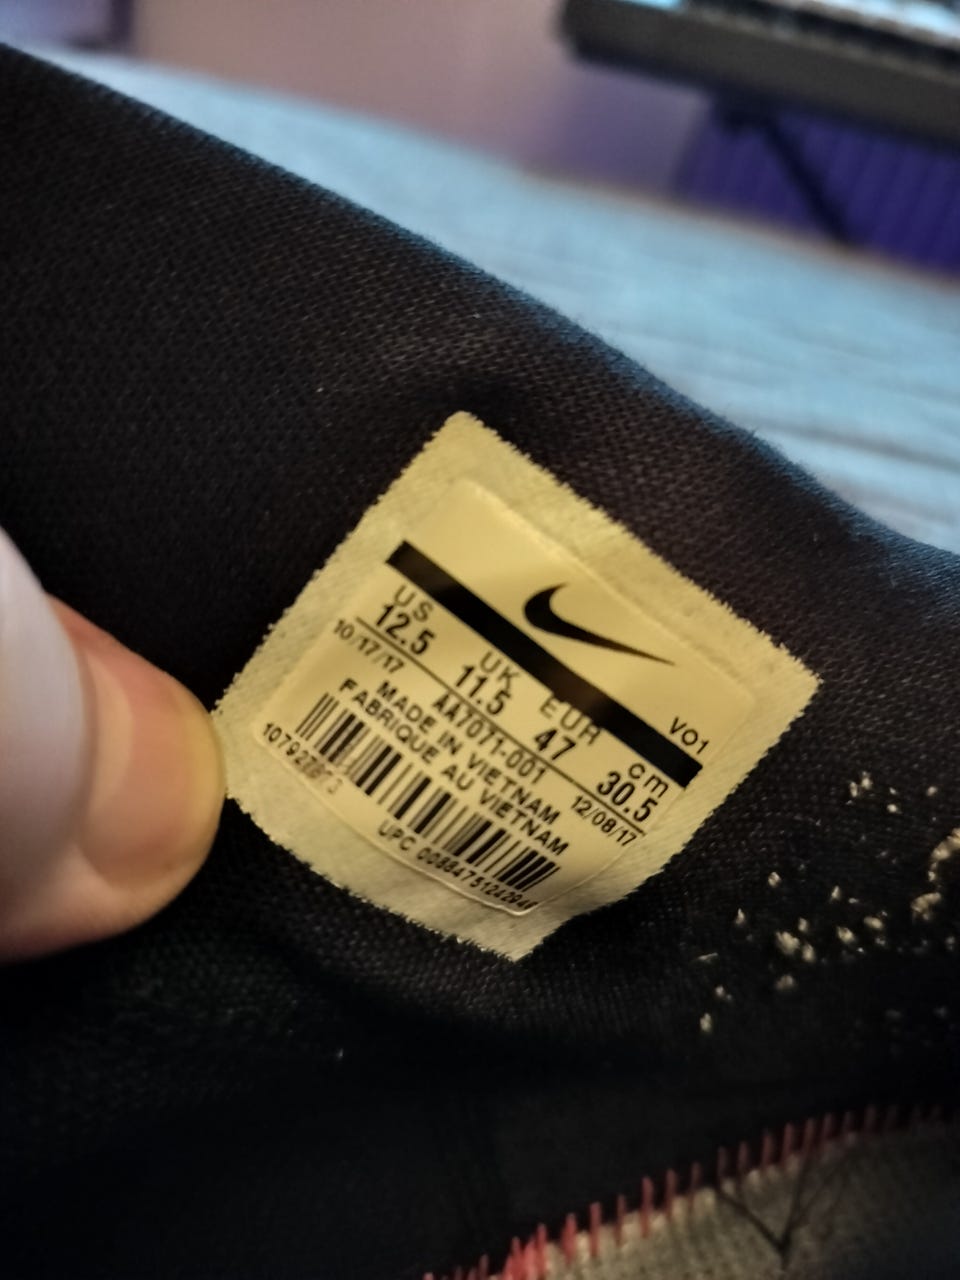 VO1
US UK EUR cm
12.5 11.5 47 30.5
10/17/17 AA7071-001 12/08/17
MADE IN VIETNAM
FABRIQUE AU VIETNAM
UPC